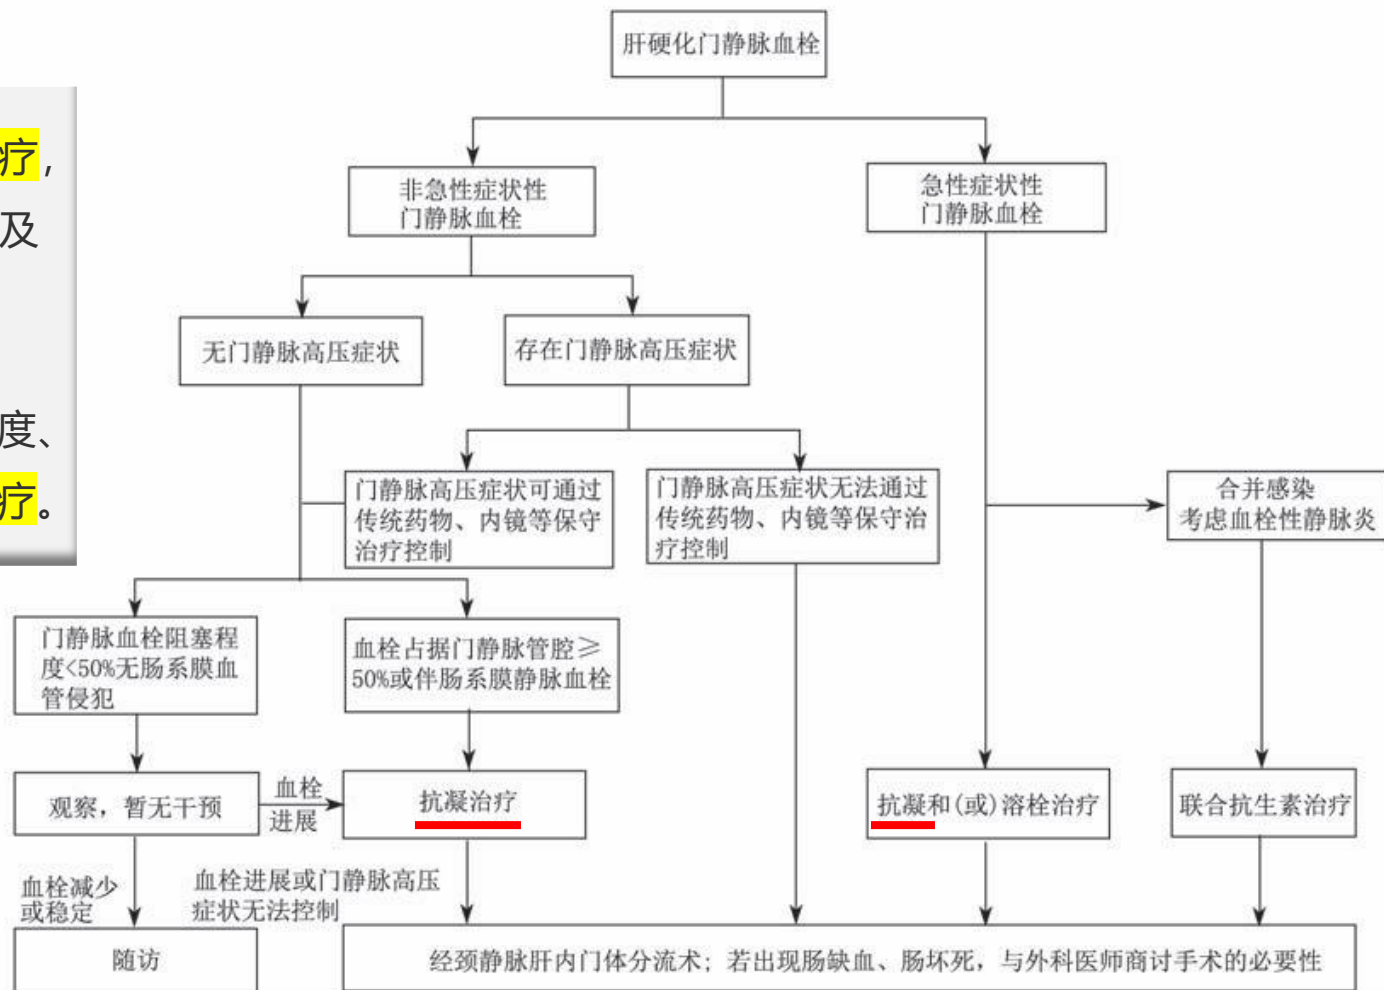 肝硬化门静脉血栓
疗,
及
度、
疗。
非急性症状性
门静脉血栓
急性症状性
门静脉血栓
无门静脉高压症状
存在门静脉高压症状
门静脉高压症状可通过
传统药物、内镜等保守
治疗控制
门静脉高压症状无法通过
传统药物、内镜等保守治
疗控制
合并感染
考虑血栓性静脉炎
门静脉血栓阻塞程
度<50%无肠系膜血
管侵犯
血栓占据门静脉管腔≥
50%或伴肠系膜静脉血栓
观察，暂无干预
血栓
进展
抗凝治疗
抗凝和(或)溶栓治疗
联合抗生素治疗
血栓减少
或稳定
血栓进展或门静脉高压
症状无法控制
随访
经颈静脉肝内门体分流术; 若出现肠缺血、肠坏死，与外科医师商讨手术的必要性